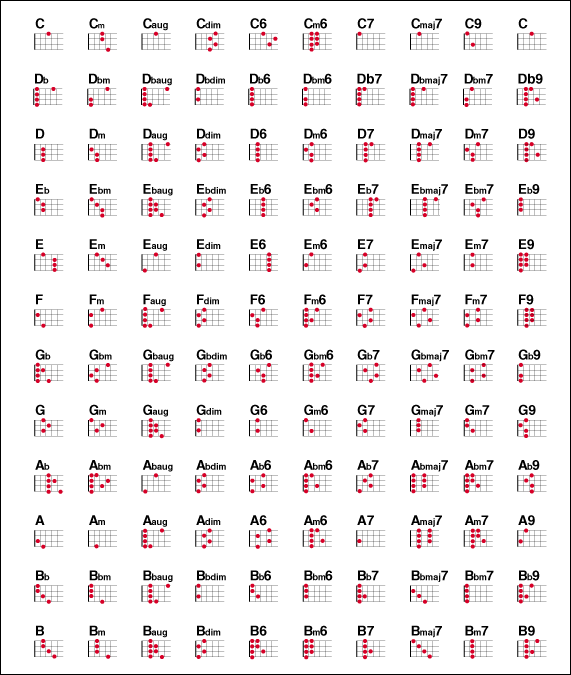 C Cm Caug Cdim C6 Cm6 C7 Cmaj7 C9 C
Db Dbm Dbaug Dbdim Db6 Dbm6 Db7 Dbmaj7 Dbm7 Db9
D Dm Daug Ddim D6 Dm6 D7 Dmaj7 Dm7 D9
Eb Ebm Ebaug Ebdim Eb6 Ebm6 Eb7 Ebmaj7 Ebm7 Eb9
E Em Eaug Edim E6 Em6 E7 Emaj7 Em7 E9
F Fm Faug Fdim F6 Fm6 F7 Fmaj7 Fm7 F9
Gb Gbm Gbaug Gbdim Gb6 Gbm6 Gb7 Gbmaj7 Gbm7 Gb9
G Gm Gaug Gdim G6 Gm6 G7 Gmaj7 Gm7 G9
Ab Abm Abaug Abdim Ab6 Abm6 Ab7 Abmaj7 Abm7 Ab9
A Am Aaug Adim A6 Am6 A7 Amaj7 Am7 A9
Bb Bbm Bbaug Bbdim Bb6 Bbm6 Bb7 Bbmaj7 Bbm7 Bb9
B Bm Baug Bdim B6 Bm6 B7 Bmaj7 Bm7 B9